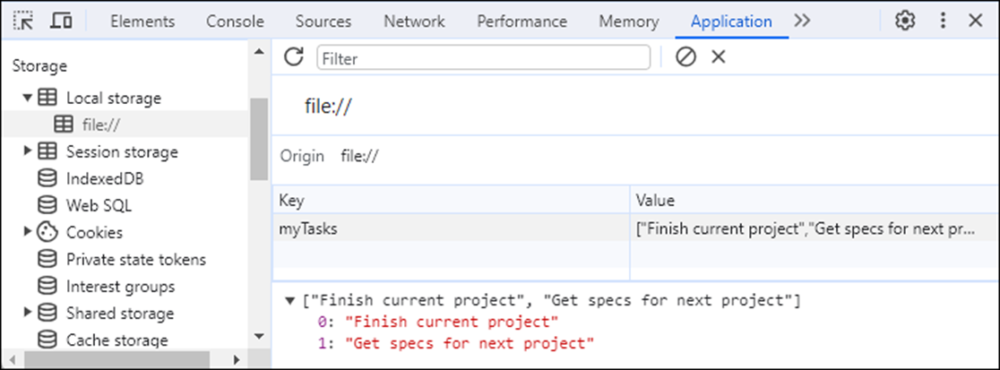 Elements Console Sources Network Performance Memory Application
Storage
Local storage
file://
Session storage
IndexedDB
Web SQL
Cookies
Private state tokens
Interest groups
Shared storage
Cache storage
Filter
file://
Origin file://
Key Value
myTasks ["Finish current project","Get specs for next pr...
["Finish current project", "Get specs for next project"]
0: "Finish current project"
1: "Get specs for next project"